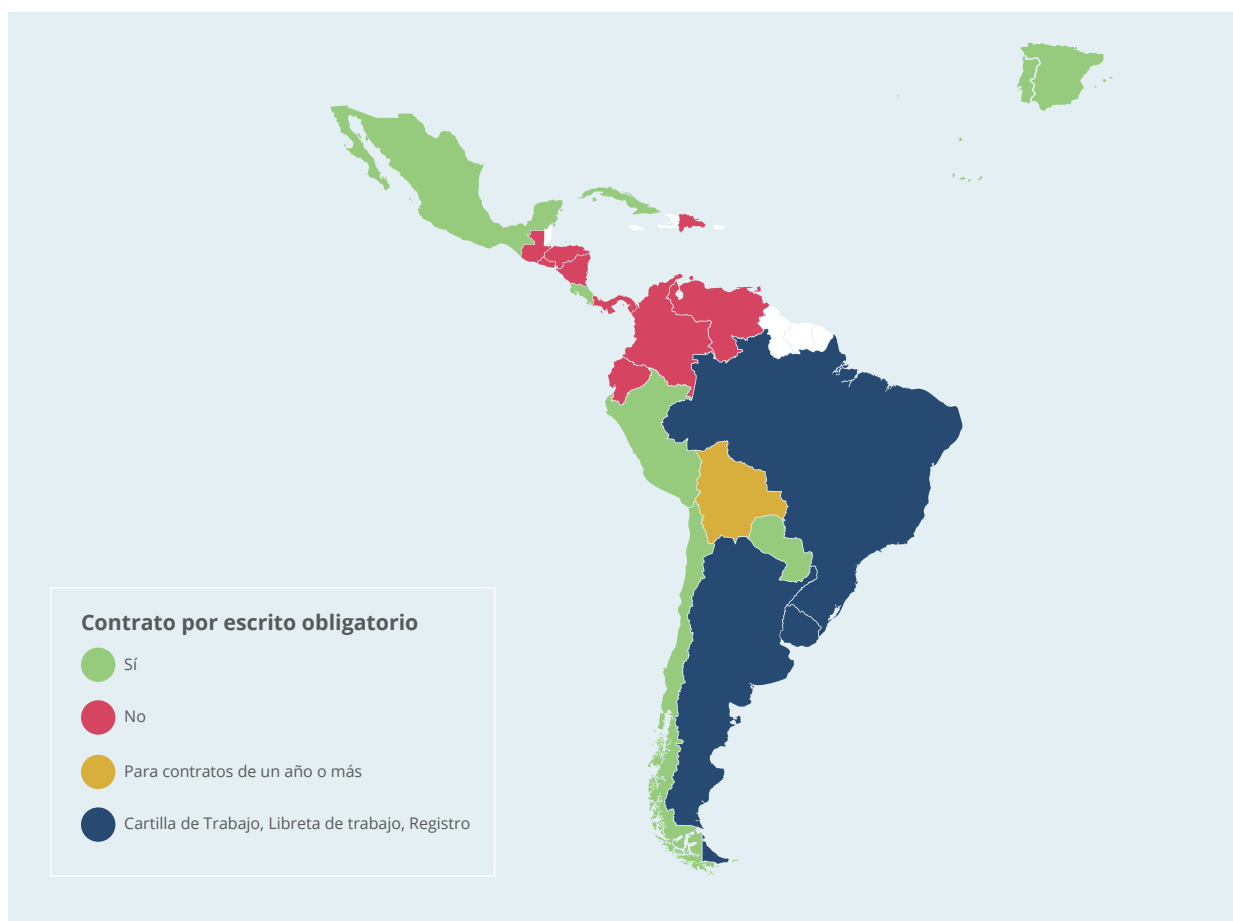 Contrato por escrito obligatorio
Sí
No
Para contratos de un año o más
Cartilla de Trabajo, Libreta de trabajo, Registro